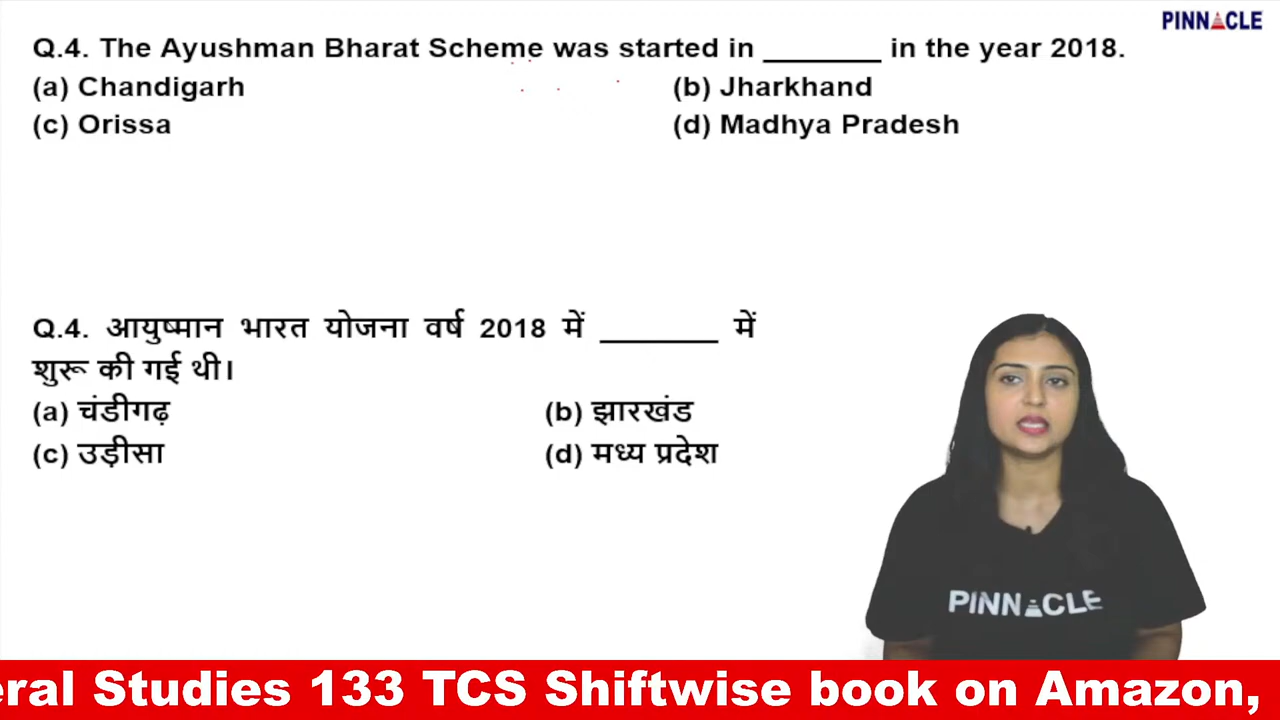 PINNACLE
Q.4. The Ayushman Bharat Scheme was started in _______ in the year 2018.
(a) Chandigarh (b) Jharkhand
(c) Orissa (d) Madhya Pradesh
Q.4. आयुष्मान भारत योजना वर्ष 2018 में _______ में
शुरू की गई थी।
(a) चंडीगढ़ (b) झारखंड
(c) उड़ीसा (d) मध्य प्रदेश
PINNACLE
eral Studies 133 TCS Shiftwise book on Amazon,